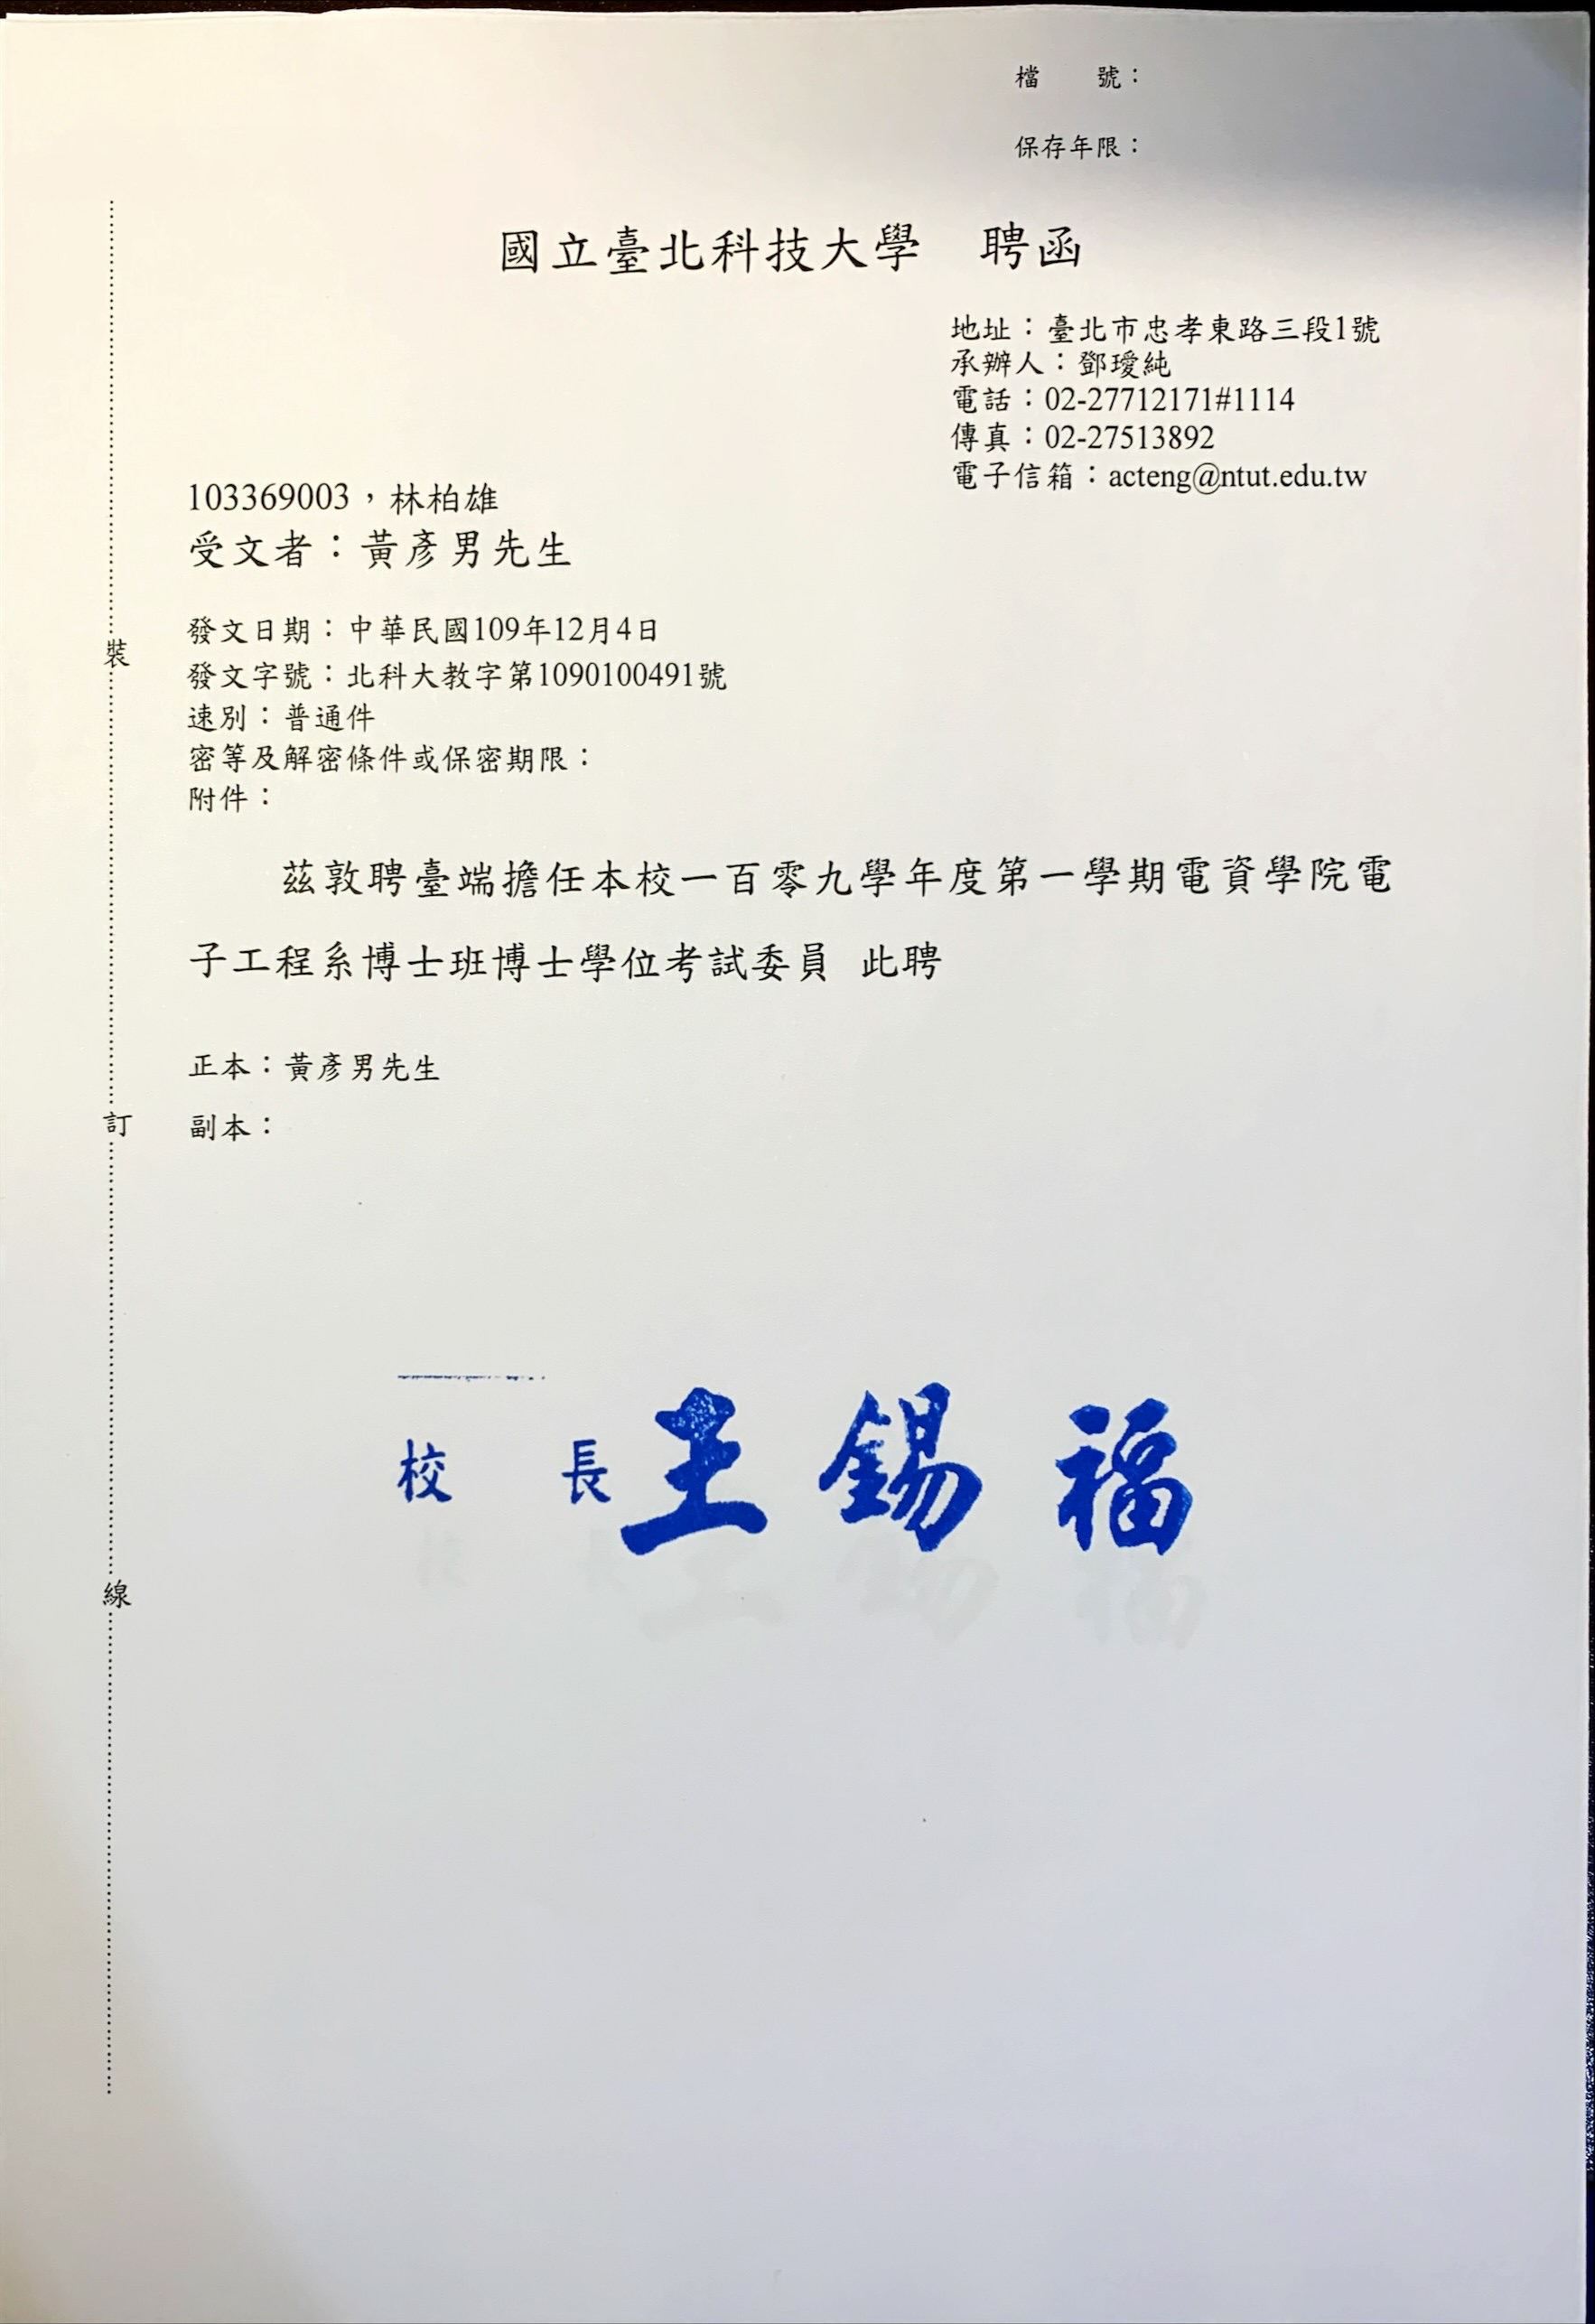 檔　　號：
保存年限：
國立臺北科技大學　聘函
地址：臺北市忠孝東路三段1號
承辦人：鄧璦純
電話：02-27712171#1114
傳真：02-27513892
電子信箱：acteng@ntut.edu.tw
103369003，林柏雄
受文者：黃彥男先生
發文日期：中華民國109年12月4日
發文字號：北科大教字第1090100491號
速別：普通件
密等及解密條件或保密期限：
附件：
茲敦聘臺端擔任本校一百零九學年度第一學期電資學院電
子工程系博士班博士學位考試委員 此聘
正本：黃彥男先生
副本：
校　　長王錫福
裝
訂
線